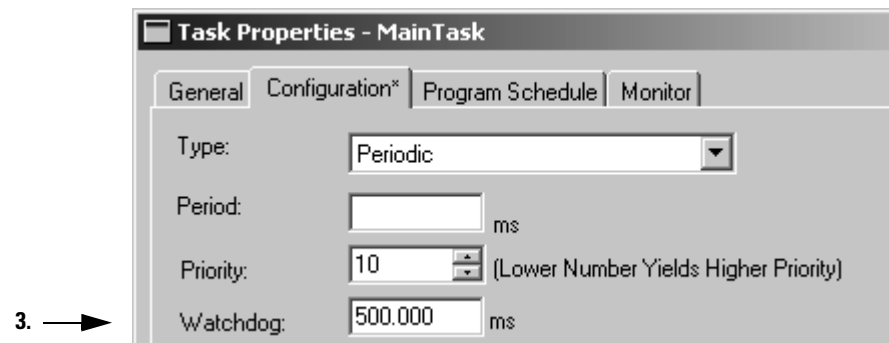 Task Properties - MainTask
General Configuration* Program Schedule Monitor
Type: Periodic
Period: ms
Priority: 10 (Lower Number Yields Higher Priority)
3. Watchdog: 500.000 ms